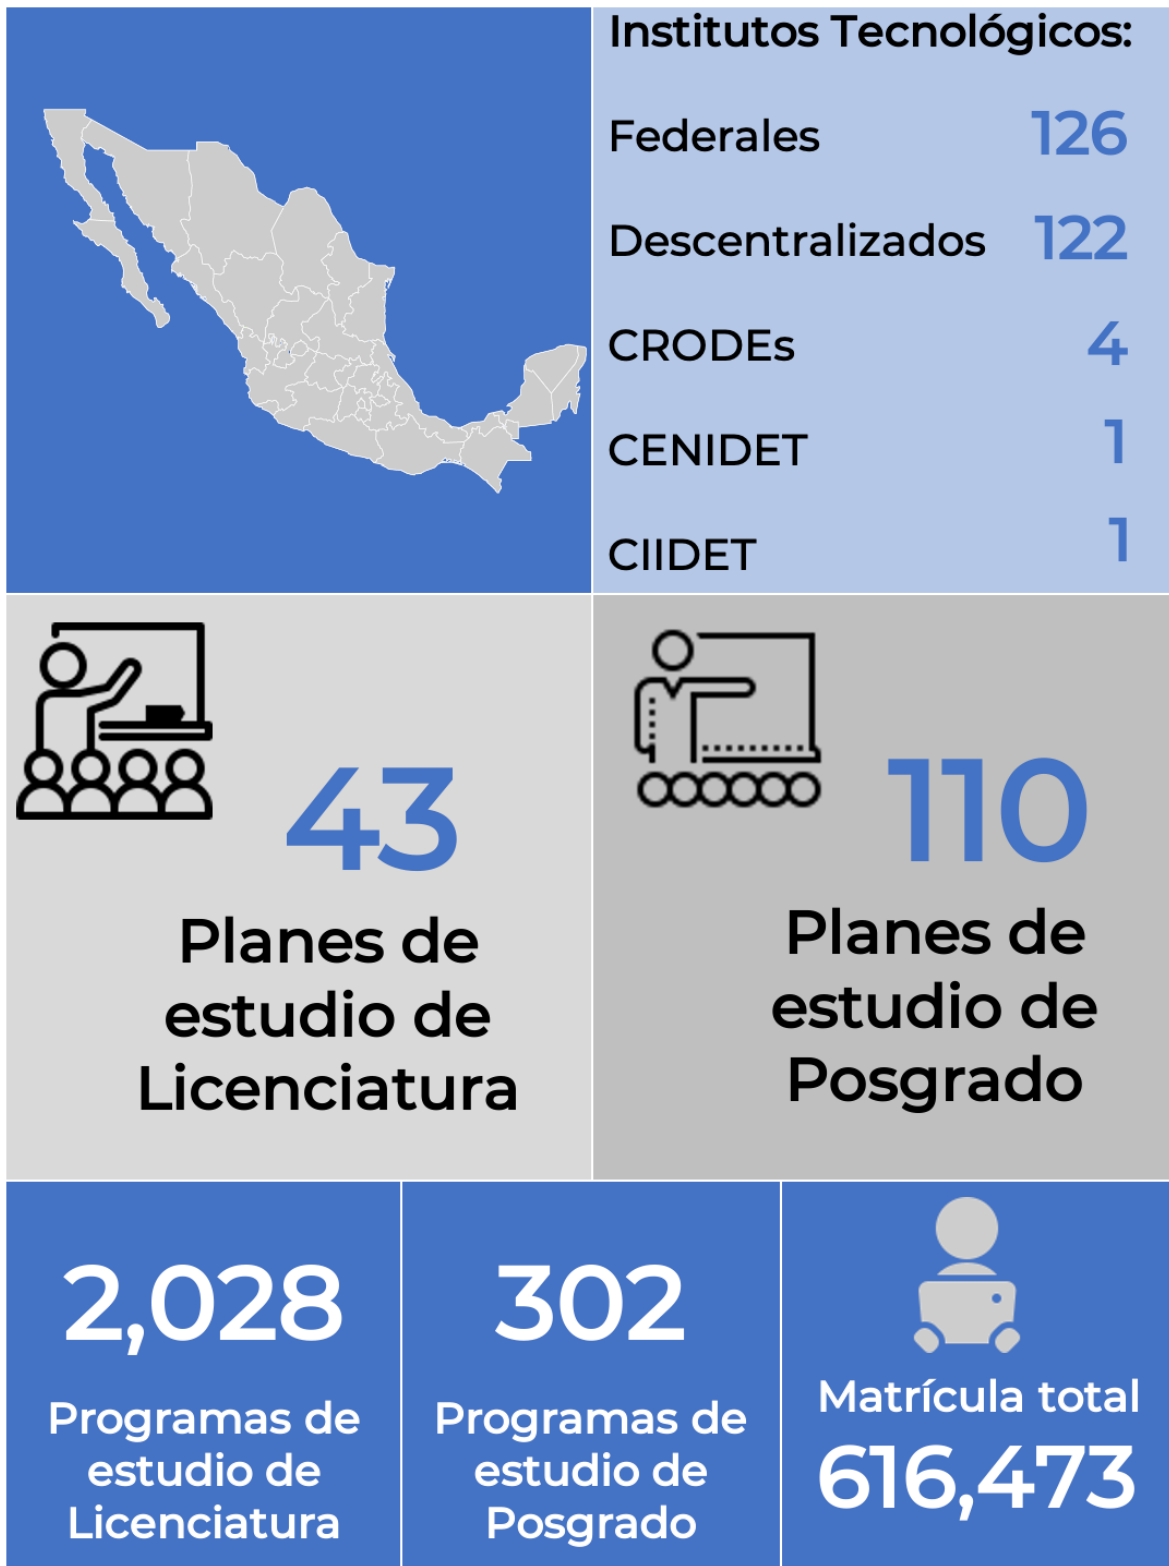 Institutos Tecnológicos:
Federales 126
Descentralizados 122
CRODEs 4
CENIDET 1
CIIDET 1
43
Planes de
estudio de
Licenciatura
110
Planes de
estudio de
Posgrado
2,028
Programas de
estudio de
Licenciatura
302
Programas de
estudio de
Posgrado
Matrícula total
616,473